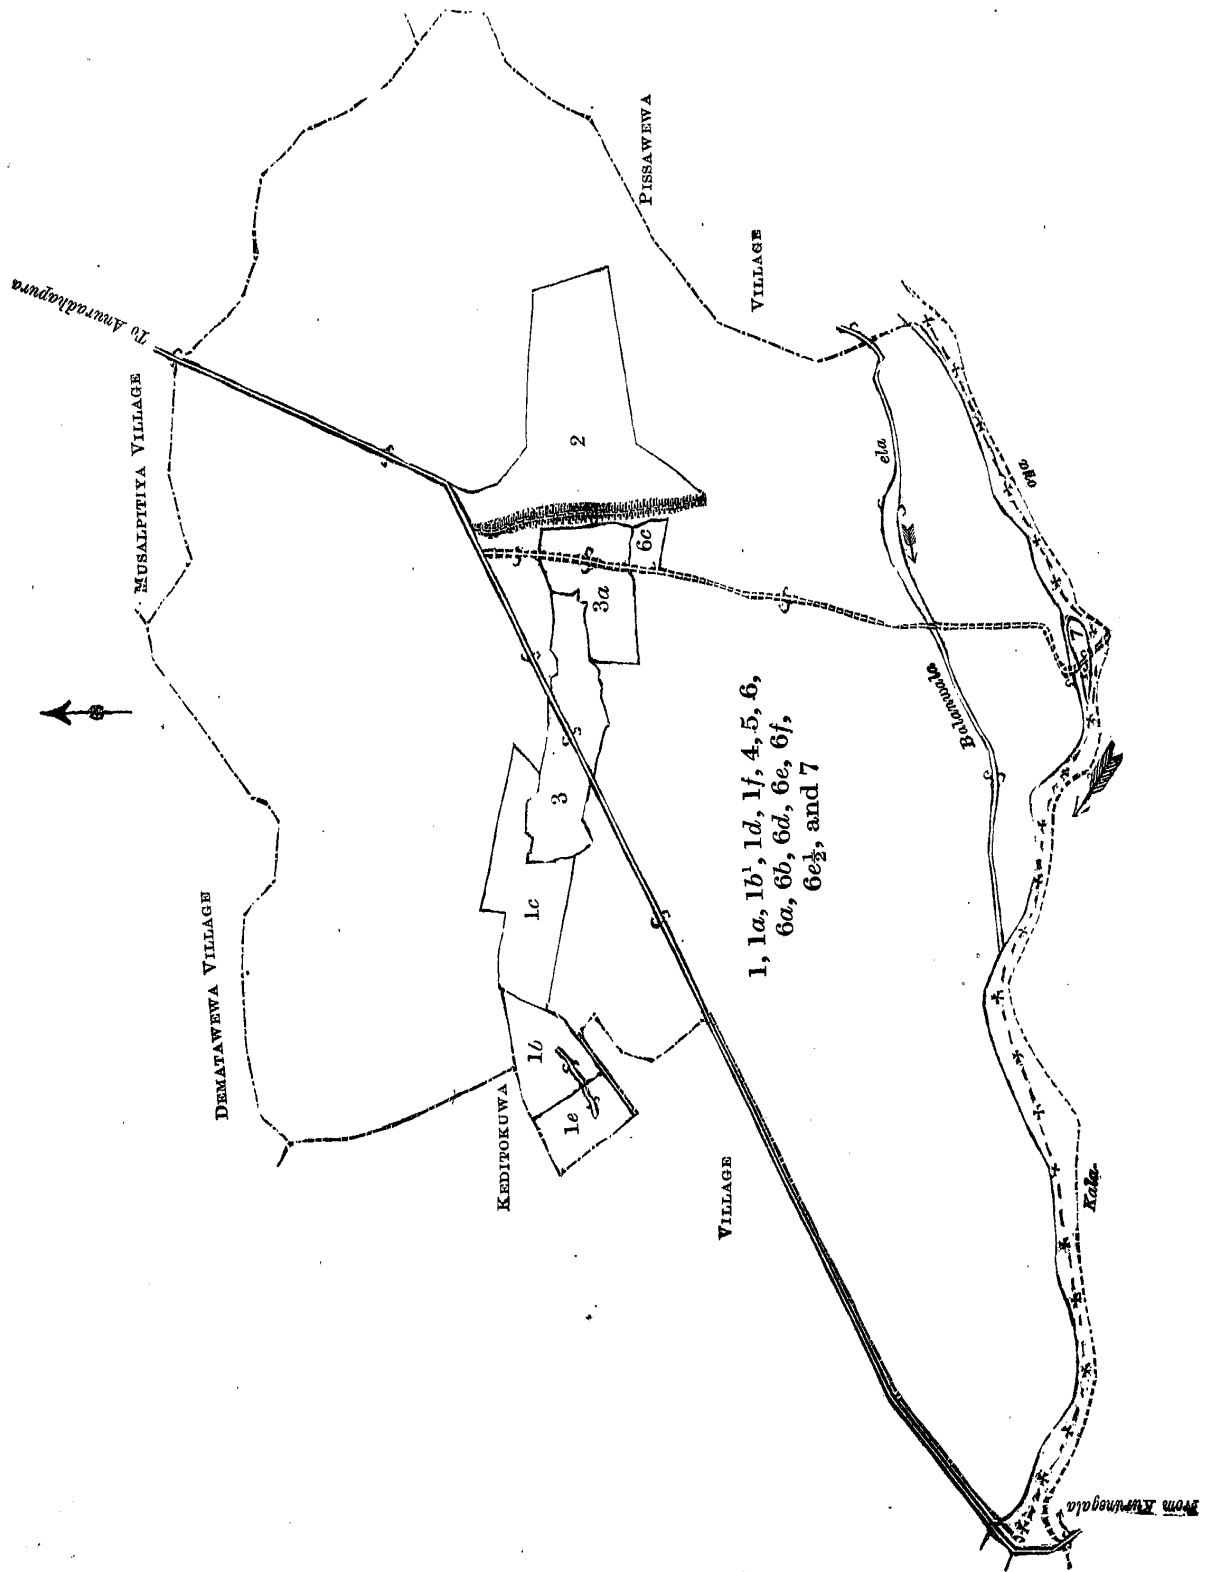 To Anuradhapura
MUSALPITIYA VILLAGE
DEMATAWEWA VILLAGE
PISSAWEWA
VILLAGE
2
6c
3a
3
1c
1b
1e
KEDITOKUWA
VILLAGE
ela
Balanwala
oya
7
1, 1a, 1b¹, 1d, 1f, 4, 5, 6,
6a, 6b, 6d, 6e, 6f,
6e½, and 7
Kala
From Kurunegala